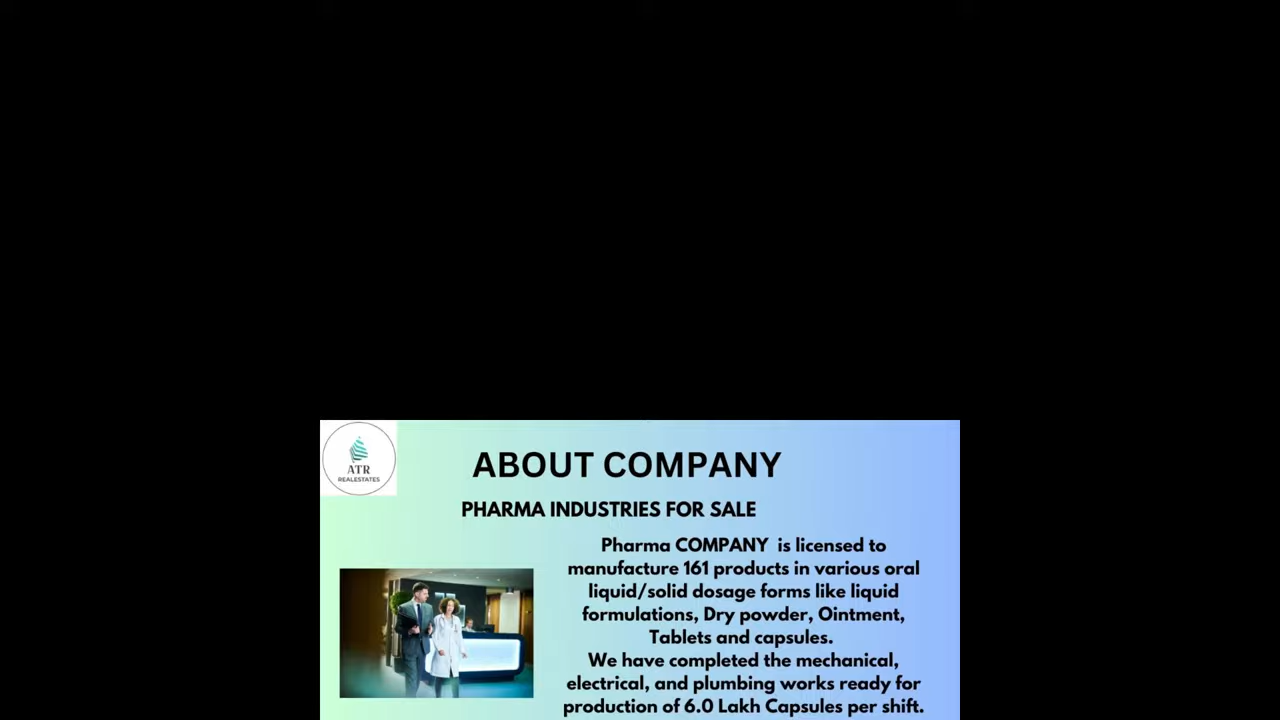 ATR
REALESTATES
ABOUT COMPANY
PHARMA INDUSTRIES FOR SALE
Pharma COMPANY is licensed to
manufacture 161 products in various oral
liquid/solid dosage forms like liquid
formulations, Dry powder, Ointment,
Tablets and capsules.
We have completed the mechanical,
electrical, and plumbing works ready for
production of 6.0 Lakh Capsules per shift.